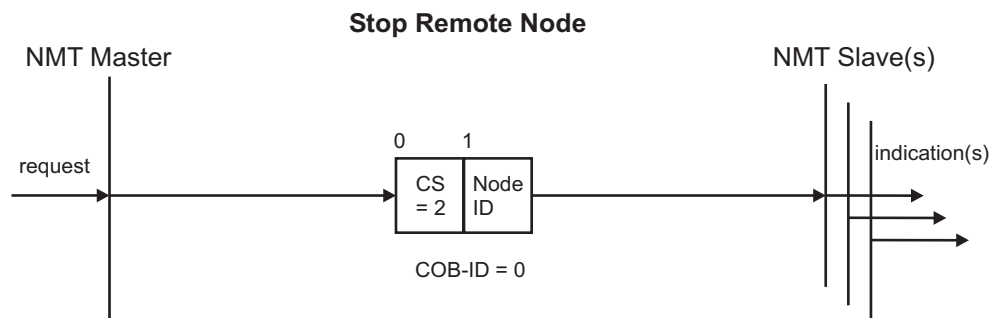 Stop Remote Node
NMT Master
NMT Slave(s)
0 1
request
indication(s)
CS
= 2
Node
ID
COB-ID = 0